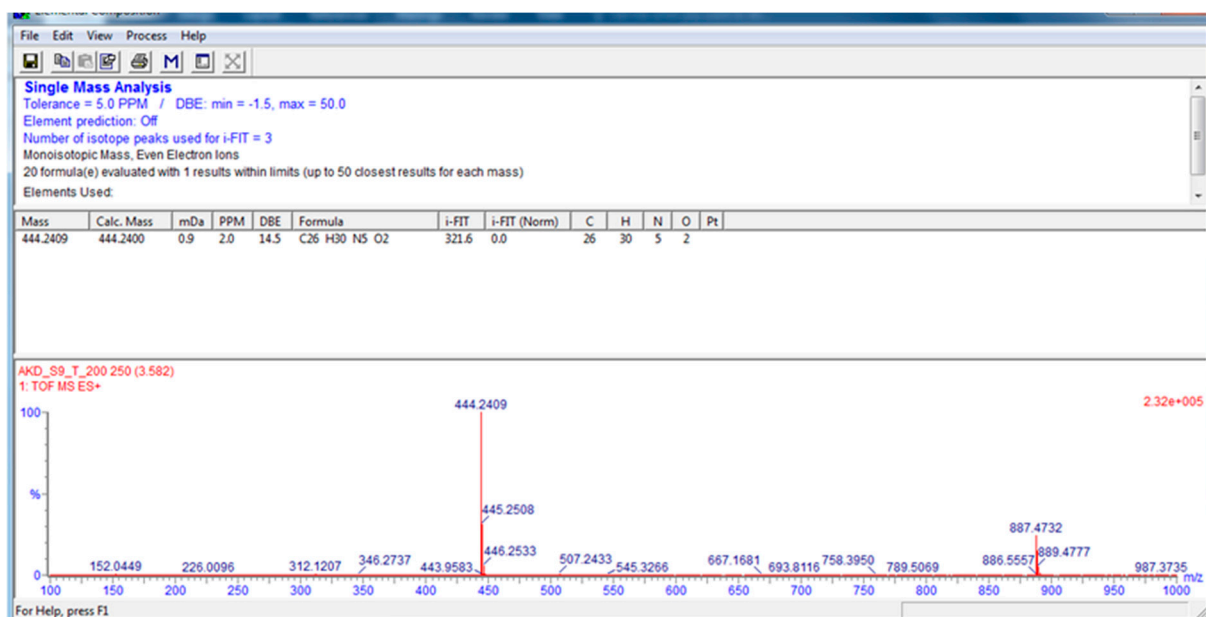 Elemental Composition
File Edit View Process Help
M
Single Mass Analysis
Tolerance = 5.0 PPM / DBE: min = -1.5, max = 50.0
Element prediction: Off
Number of isotope peaks used for i-FIT = 3
Monoisotopic Mass, Even Electron Ions
20 formula(e) evaluated with 1 results within limits (up to 50 closest results for each mass)
Elements Used:
Mass Calc. Mass mDa PPM DBE Formula i-FIT i-FIT (Norm) C H N O Pt
444.2409 444.2400 0.9 2.0 14.5 C26 H30 N5 O2 321.6 0.0 26 30 5 2
AKD_S9_T_200 250 (3.582)
1: TOF MS ES+
2.32e+005
444.2409
100
%
445.2508
887.4732
152.0449 226.0096 312.1207 346.2737 443.9583 446.2533 507.2433 545.3266 667.1681 693.8116 758.3950 789.5069 886.5557 889.4777 987.3735
0
m/z
100 150 200 250 300 350 400 450 500 550 600 650 700 750 800 850 900 950 1000
For Help, press F1